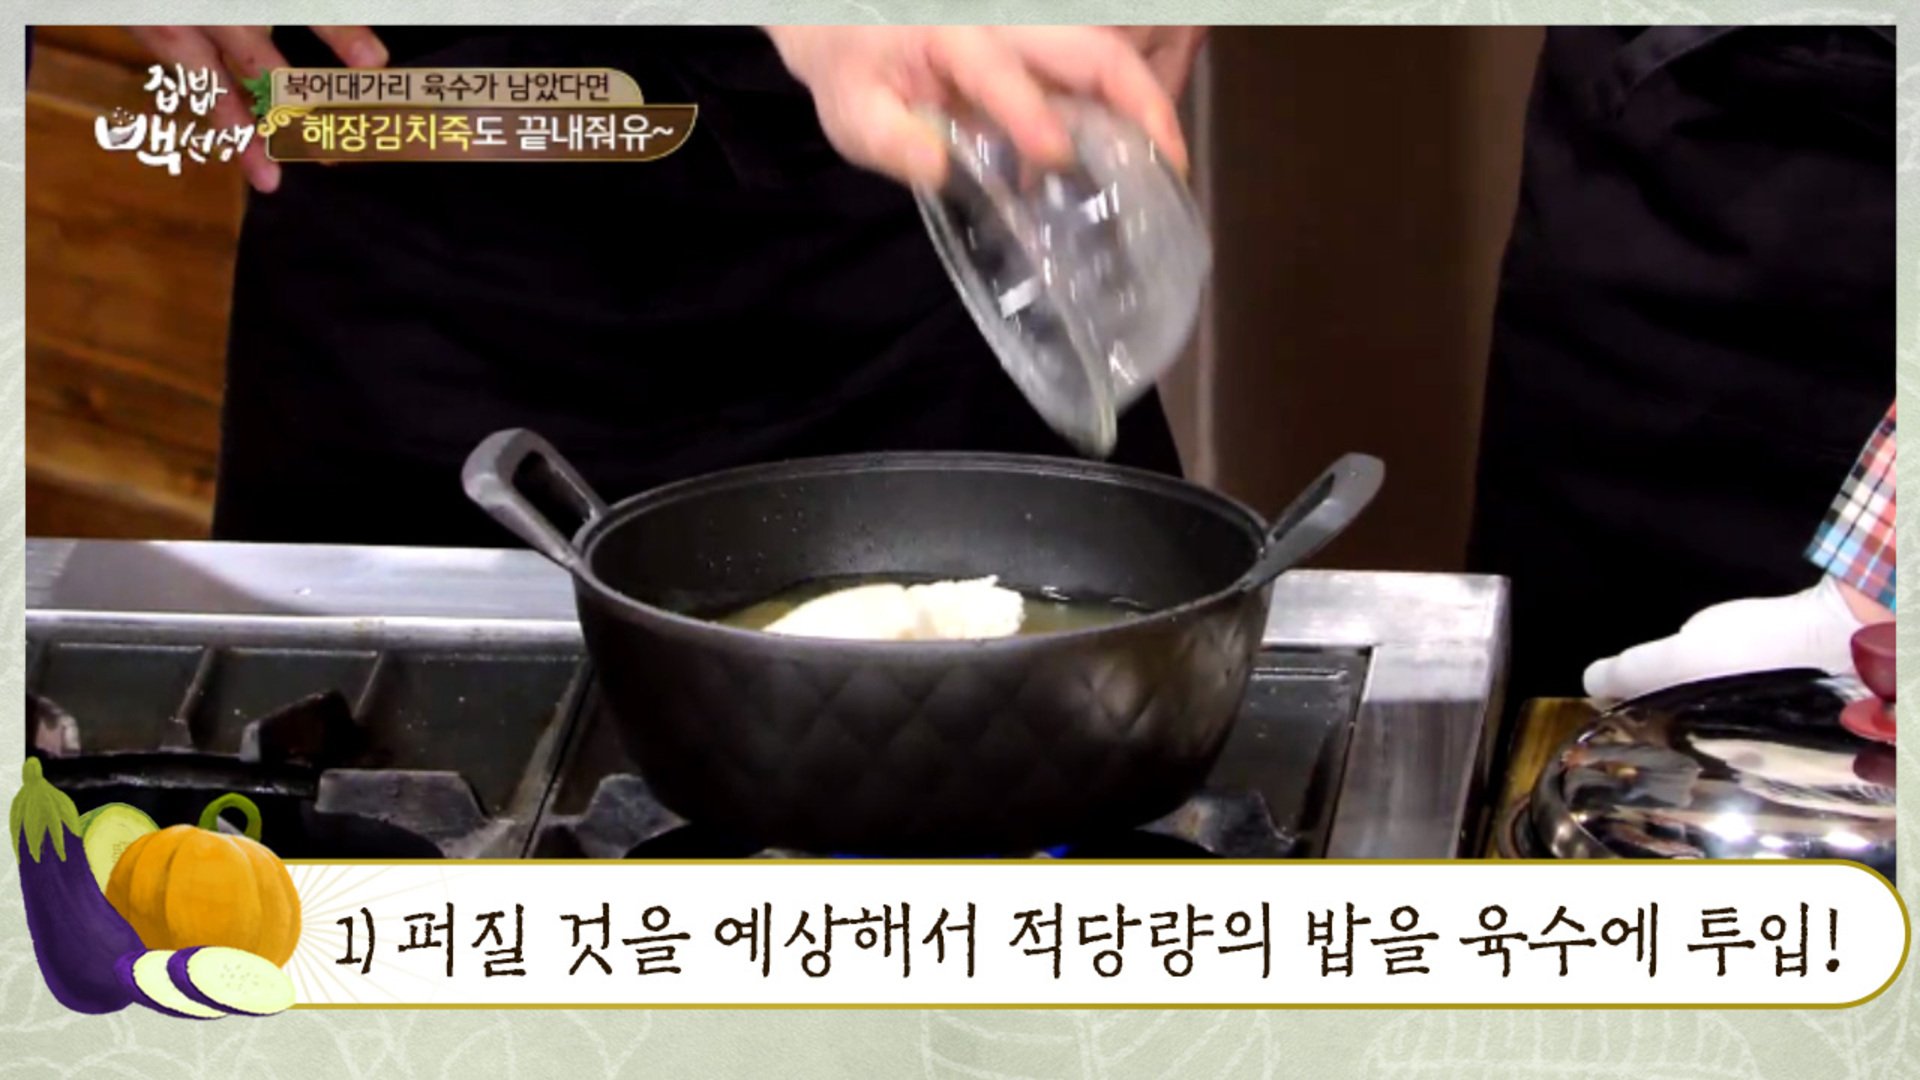 집밥
백선생
북어대가리 육수가 남았다면
해장김치죽도 끝내줘유~
1) 퍼질 것을 예상해서 적당량의 밥을 육수에 투입!